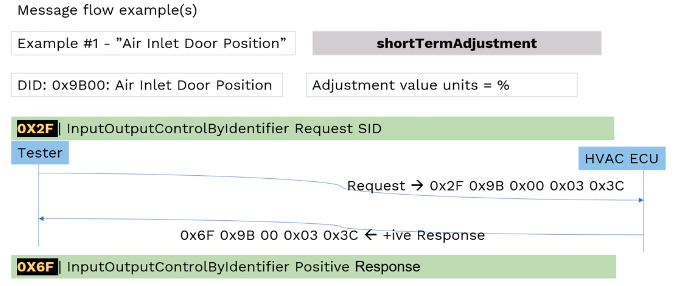 Message flow example(s)
Example #1 - ”Air Inlet Door Position”
shortTermAdjustment
DID: 0x9B00: Air Inlet Door Position
Adjustment value units = %
0X2F | InputOutputControlByIdentifier Request SID
Tester
HVAC ECU
Request → 0x2F 0x9B 0x00 0x03 0x3C
0x6F 0x9B 00 0x03 0x3C ← +ive Response
0X6F | InputOutputControlByIdentifier Positive Response